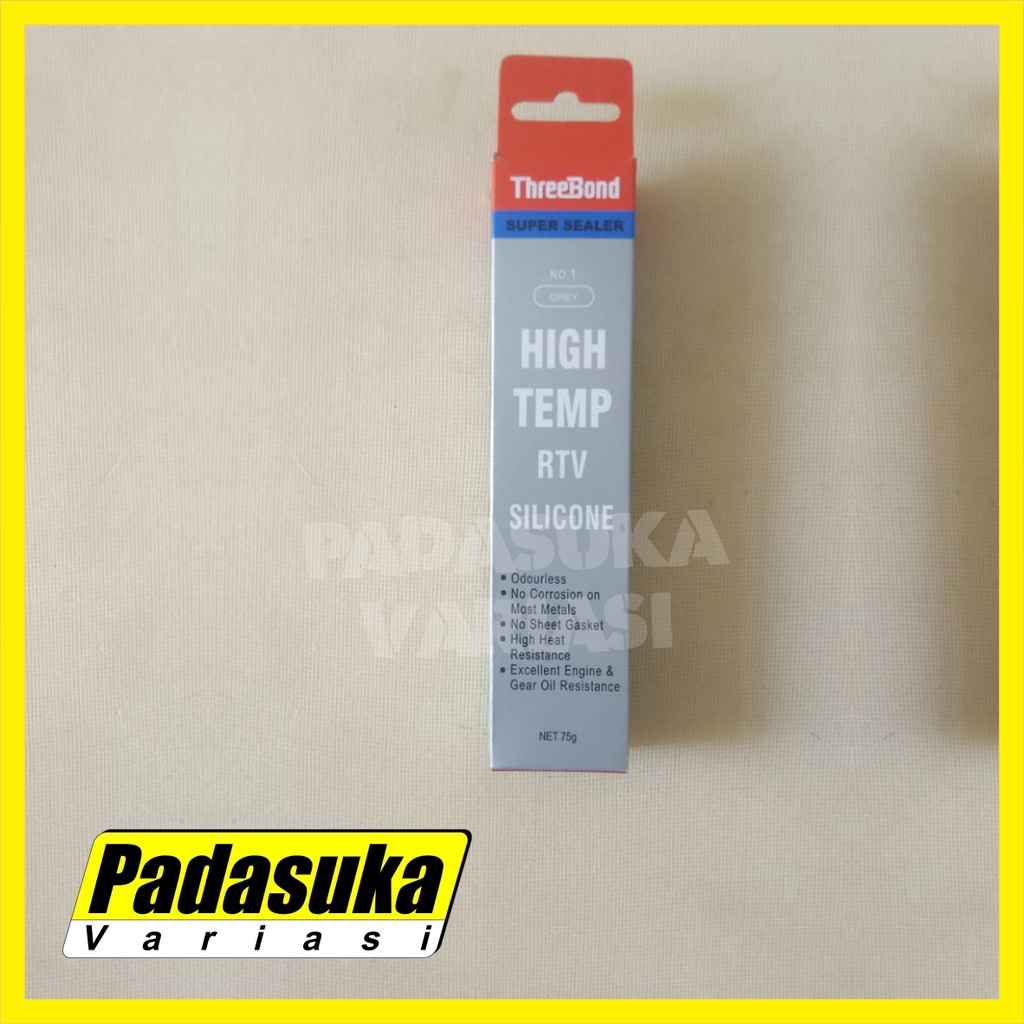 ThreeBond
SUPER SEALER
NO.1
GREY
HIGH
TEMP
RTV
SILICONE
PADASUKA
VARIASI
• Odourless
• No Corrosion on
Most Metals
• No Sheet Gasket
• High Heat
Resistance
• Excellent Engine &
Gear Oil Resistance
NET 75g
Padasuka
Variasi